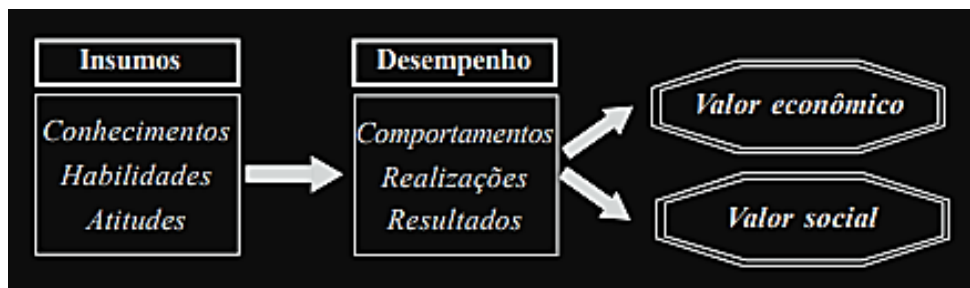 Insumos
Conhecimentos
Habilidades
Atitudes
Desempenho
Comportamentos
Realizações
Resultados
Valor econômico
Valor social